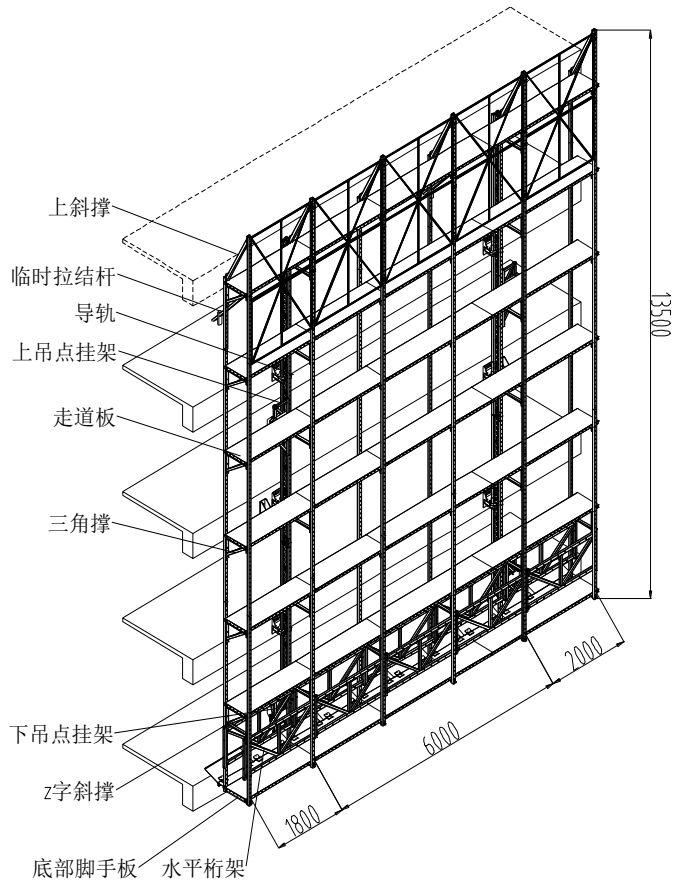 上斜撑
临时拉结杆
导轨
上吊点挂架
走道板
三角撑
下吊点挂架
Z字斜撑
底部脚手板
水平桁架
13500
2000
6000
1800